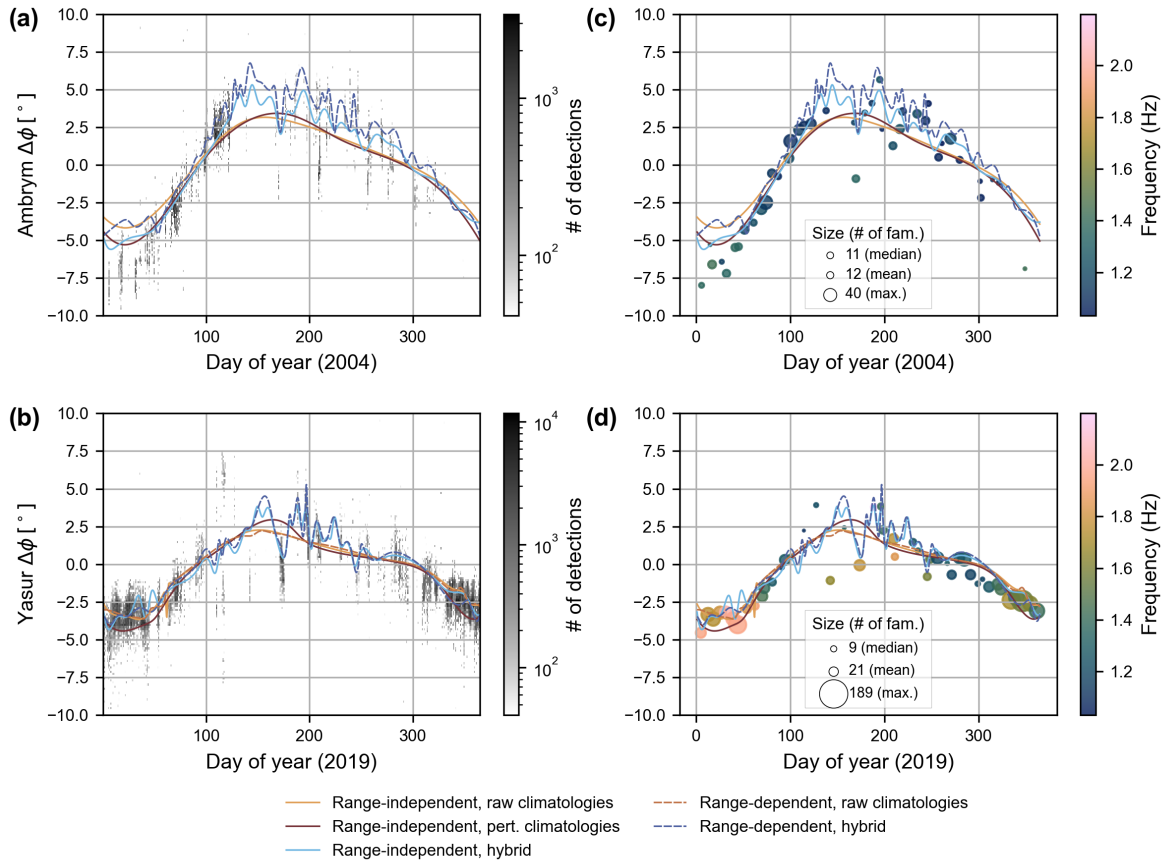 (a)
10.0
7.5
5.0
2.5
0.0
−2.5
−5.0
−7.5
−10.0
Ambrym Δϕ [°]
100
200
300
Day of year (2004)
10³
10²
# of detections
(c)
10.0
7.5
5.0
2.5
0.0
−2.5
−5.0
−7.5
−10.0
0
100
200
300
Day of year (2004)
Size (# of fam.)
11 (median)
12 (mean)
40 (max.)
2.0
1.8
1.6
1.4
1.2
Frequency (Hz)
(b)
10.0
7.5
5.0
2.5
0.0
−2.5
−5.0
−7.5
−10.0
Yasur Δϕ [°]
100
200
300
Day of year (2019)
10⁴
10³
10²
# of detections
(d)
10.0
7.5
5.0
2.5
0.0
−2.5
−5.0
−7.5
−10.0
0
100
200
300
Day of year (2019)
Size (# of fam.)
9 (median)
21 (mean)
189 (max.)
2.0
1.8
1.6
1.4
1.2
Frequency (Hz)
Range-independent, raw climatologies
Range-independent, pert. climatologies
Range-independent, hybrid
Range-dependent, raw climatologies
Range-dependent, hybrid